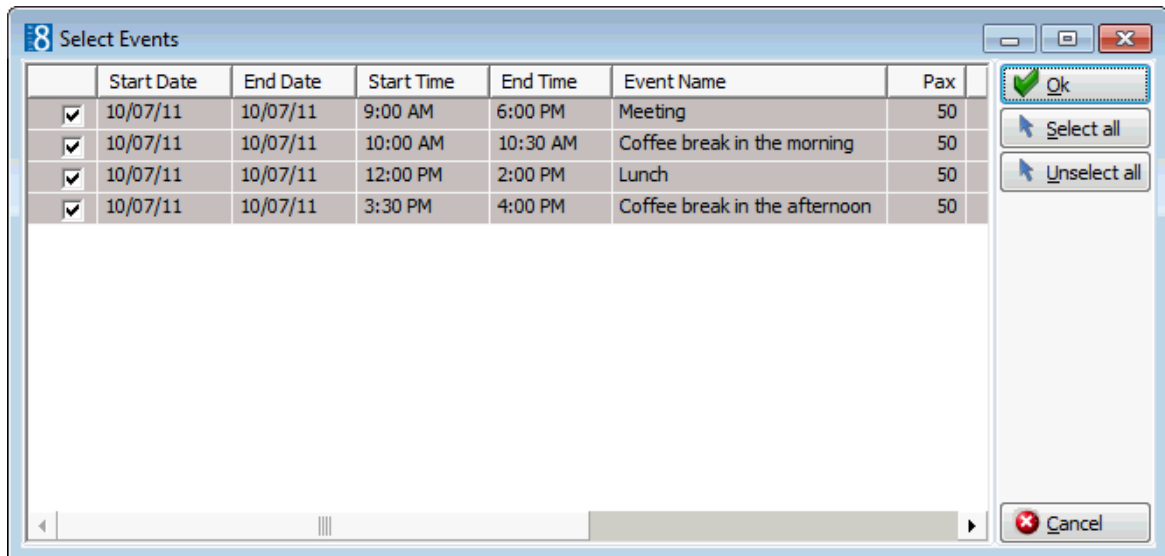 8 Select Events
Start Date End Date Start Time End Time Event Name Pax
10/07/11 10/07/11 9:00 AM 6:00 PM Meeting 50
10/07/11 10/07/11 10:00 AM 10:30 AM Coffee break in the morning 50
10/07/11 10/07/11 12:00 PM 2:00 PM Lunch 50
10/07/11 10/07/11 3:30 PM 4:00 PM Coffee break in the afternoon 50
Ok
Select all
Unselect all
Cancel